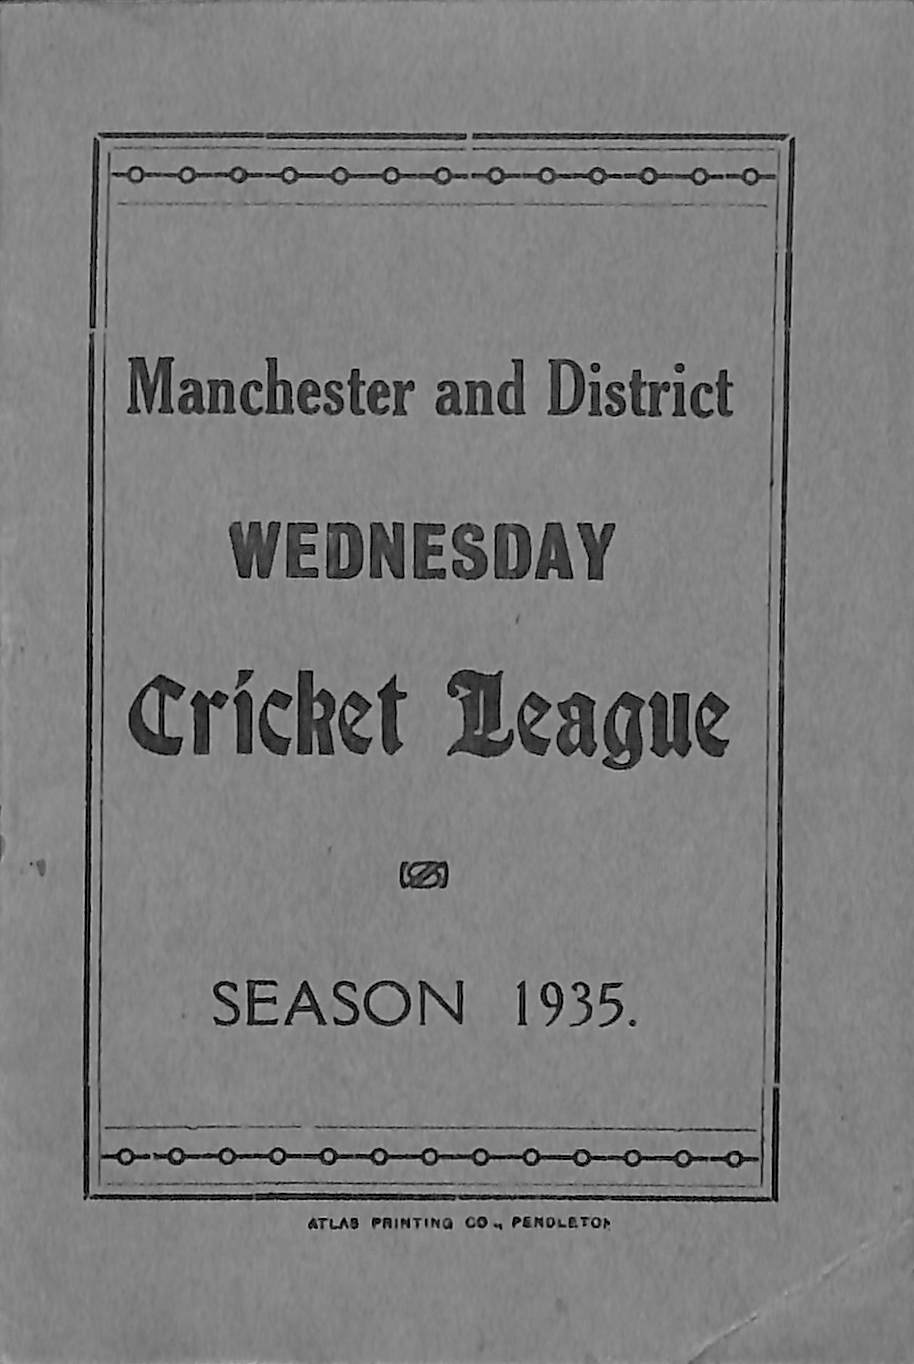 Manchester and District
WEDNESDAY
Cricket League
SEASON 1935.
ATLAS PRINTING CO., PENDLETON